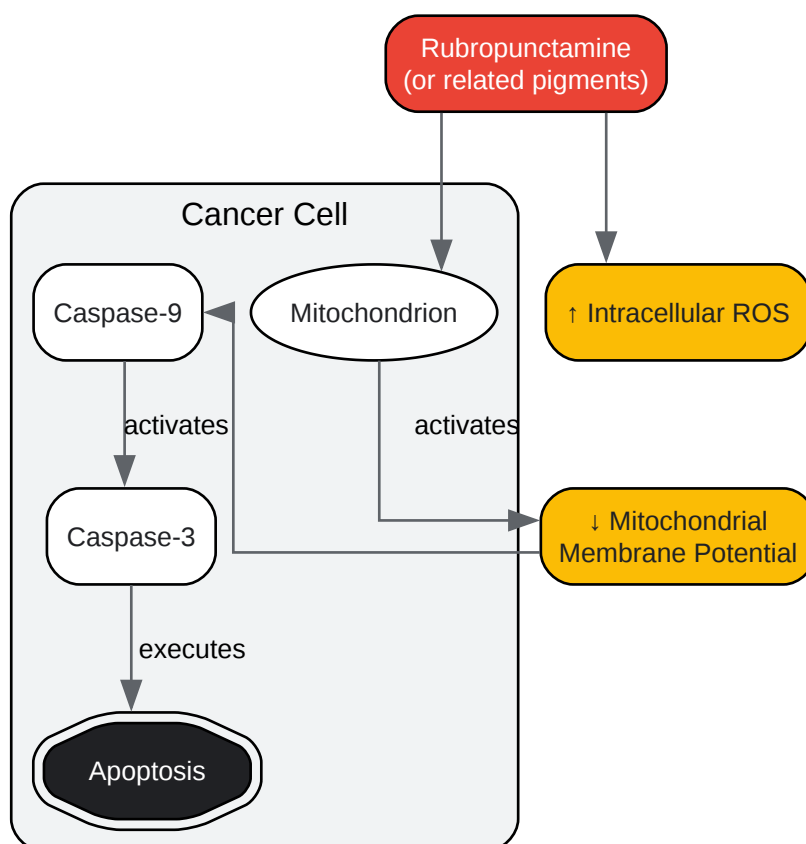 Rubropunctamine
(or related pigments)
Cancer Cell
Caspase-9
Mitochondrion
↑ Intracellular ROS
activates
activates
Caspase-3
↓ Mitochondrial
Membrane Potential
executes
Apoptosis